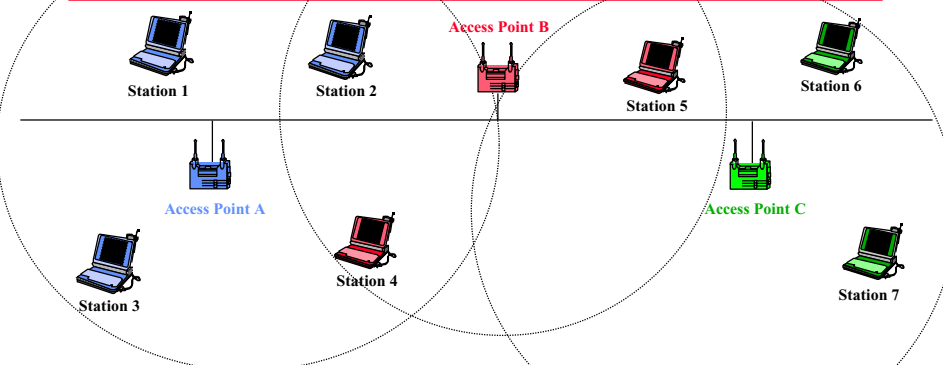 Access Point B
Station 1
Station 2
Station 5
Station 6
Access Point A
Access Point C
Station 3
Station 4
Station 7